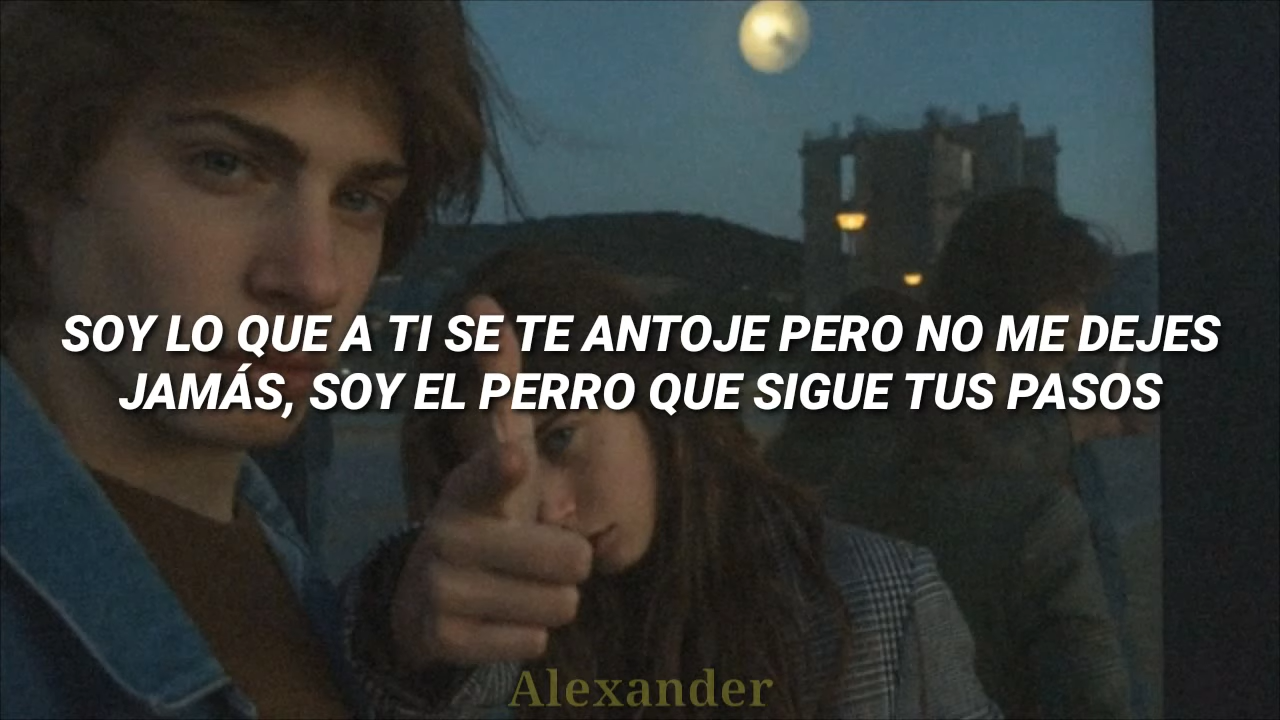 SOY LO QUE A TI SE TE ANTOJE PERO NO ME DEJES
JAMÁS, SOY EL PERRO QUE SIGUE TUS PASOS
Alexander